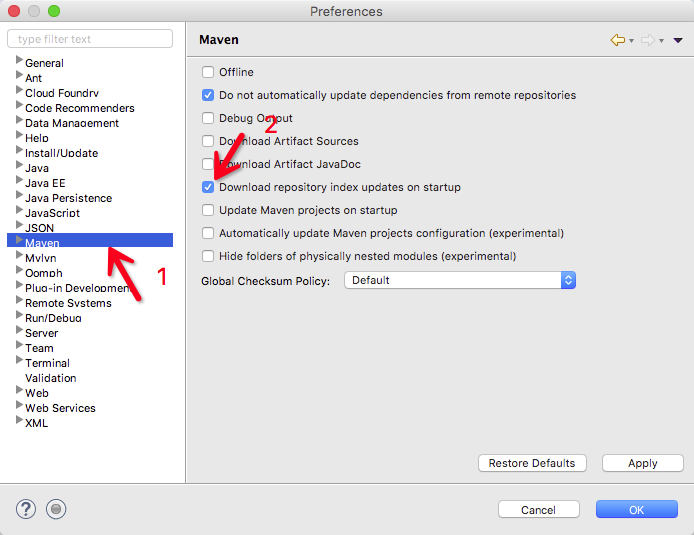 Preferences
type filter text
General
Ant
Cloud Foundry
Code Recommenders
Data Management
Help
Install/Update
Java
Java EE
Java Persistence
JavaScript
JSON
Maven
Mylyn
Oomph
Plug-in Development
Remote Systems
Run/Debug
Server
Team
Terminal
Validation
Web
Web Services
XML
1
Maven
Offline
Do not automatically update dependencies from remote repositories
Debug Output
2
Download Artifact Sources
Download Artifact JavaDoc
Download repository index updates on startup
Update Maven projects on startup
Automatically update Maven projects configuration (experimental)
Hide folders of physically nested modules (experimental)
Global Checksum Policy: Default
Restore Defaults Apply
? Cancel OK